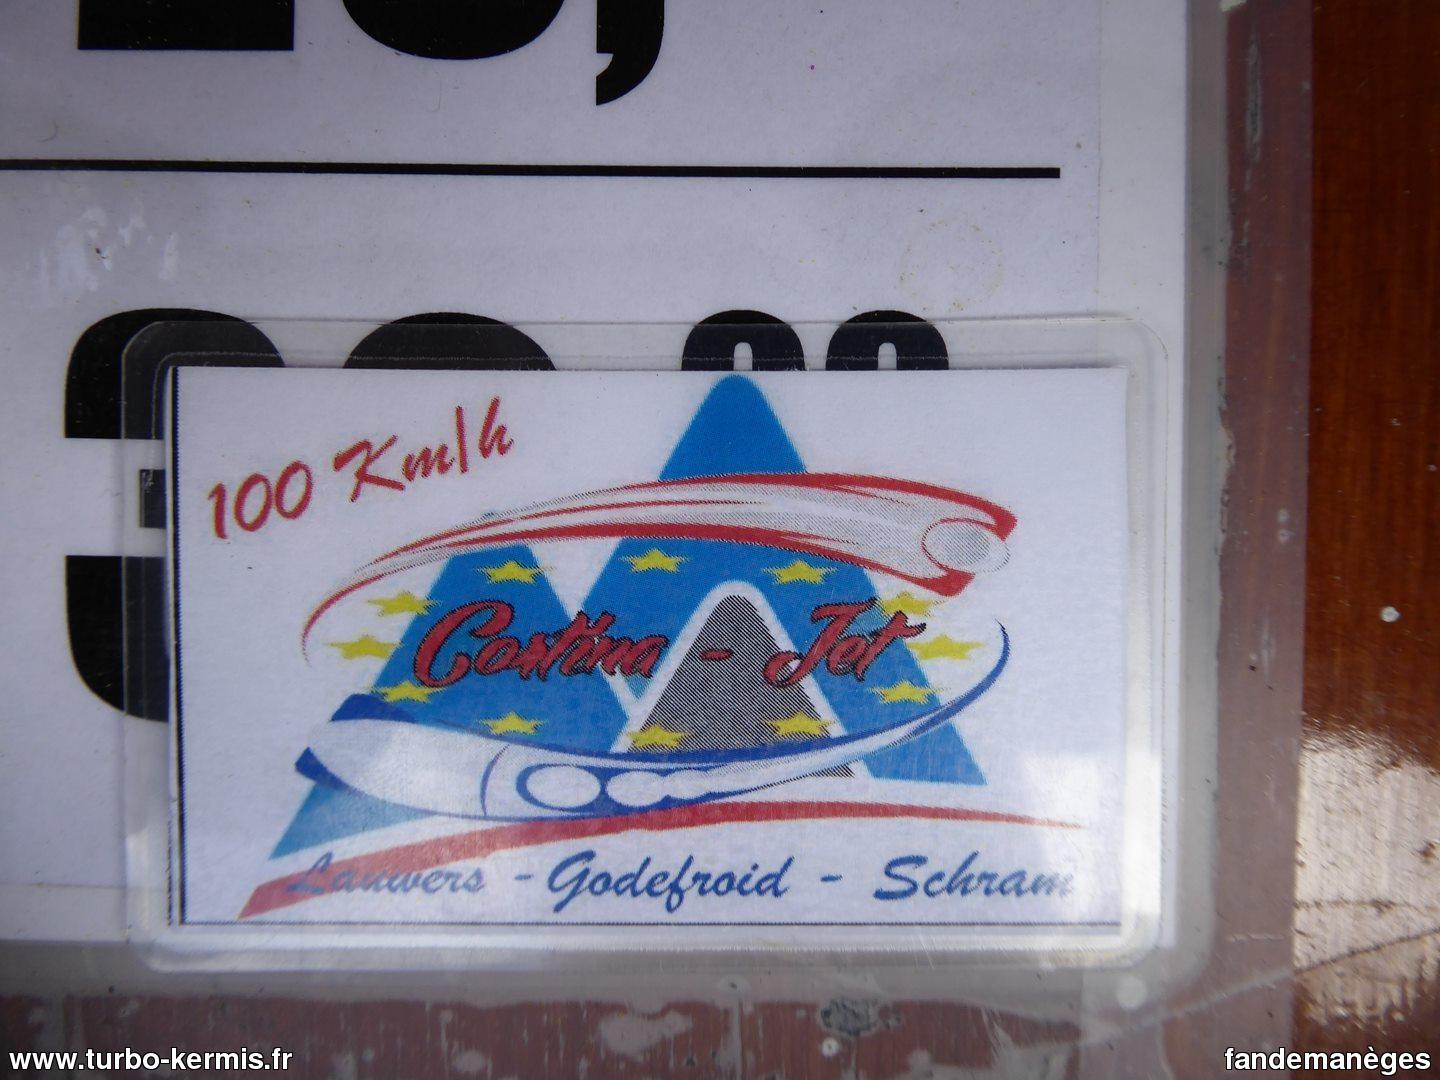 100 Km/h
Cortina - Jet
Lauwers - Godefroid - Schram
www.turbo-kermis.fr
fandemanèges